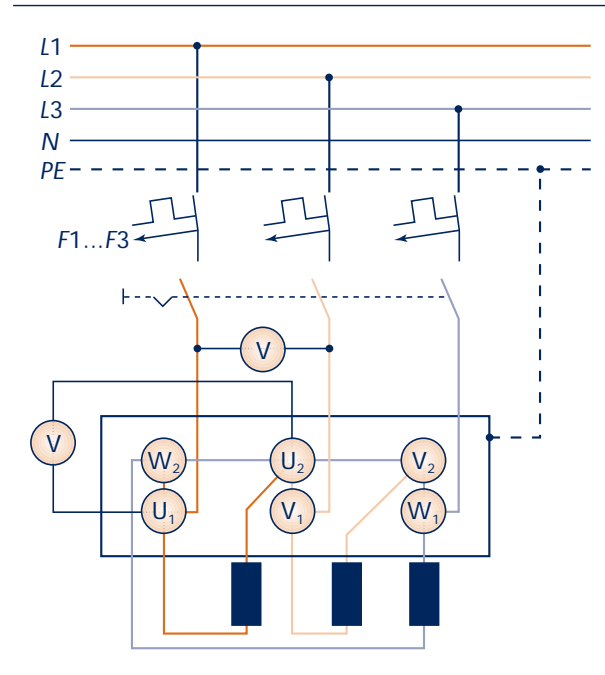 L1
L2
L3
N
PE
F1...F3
V
V
W₂ U₂ V₂
U₁ V₁ W₁